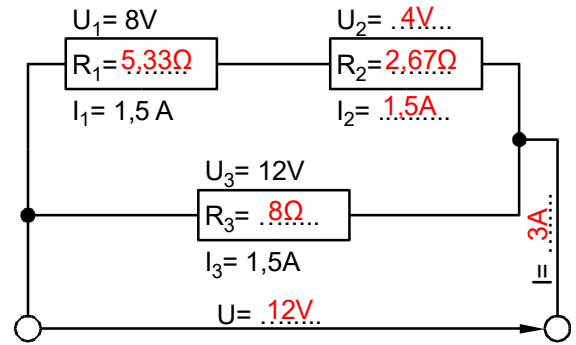 U₁= 8V
U₂= 4V
R₁= 5,33Ω
R₂= 2,67Ω
I₁= 1,5 A
I₂= 1,5A
U₃= 12V
R₃= 8Ω
I₃= 1,5A
I= 3A
U= 12V